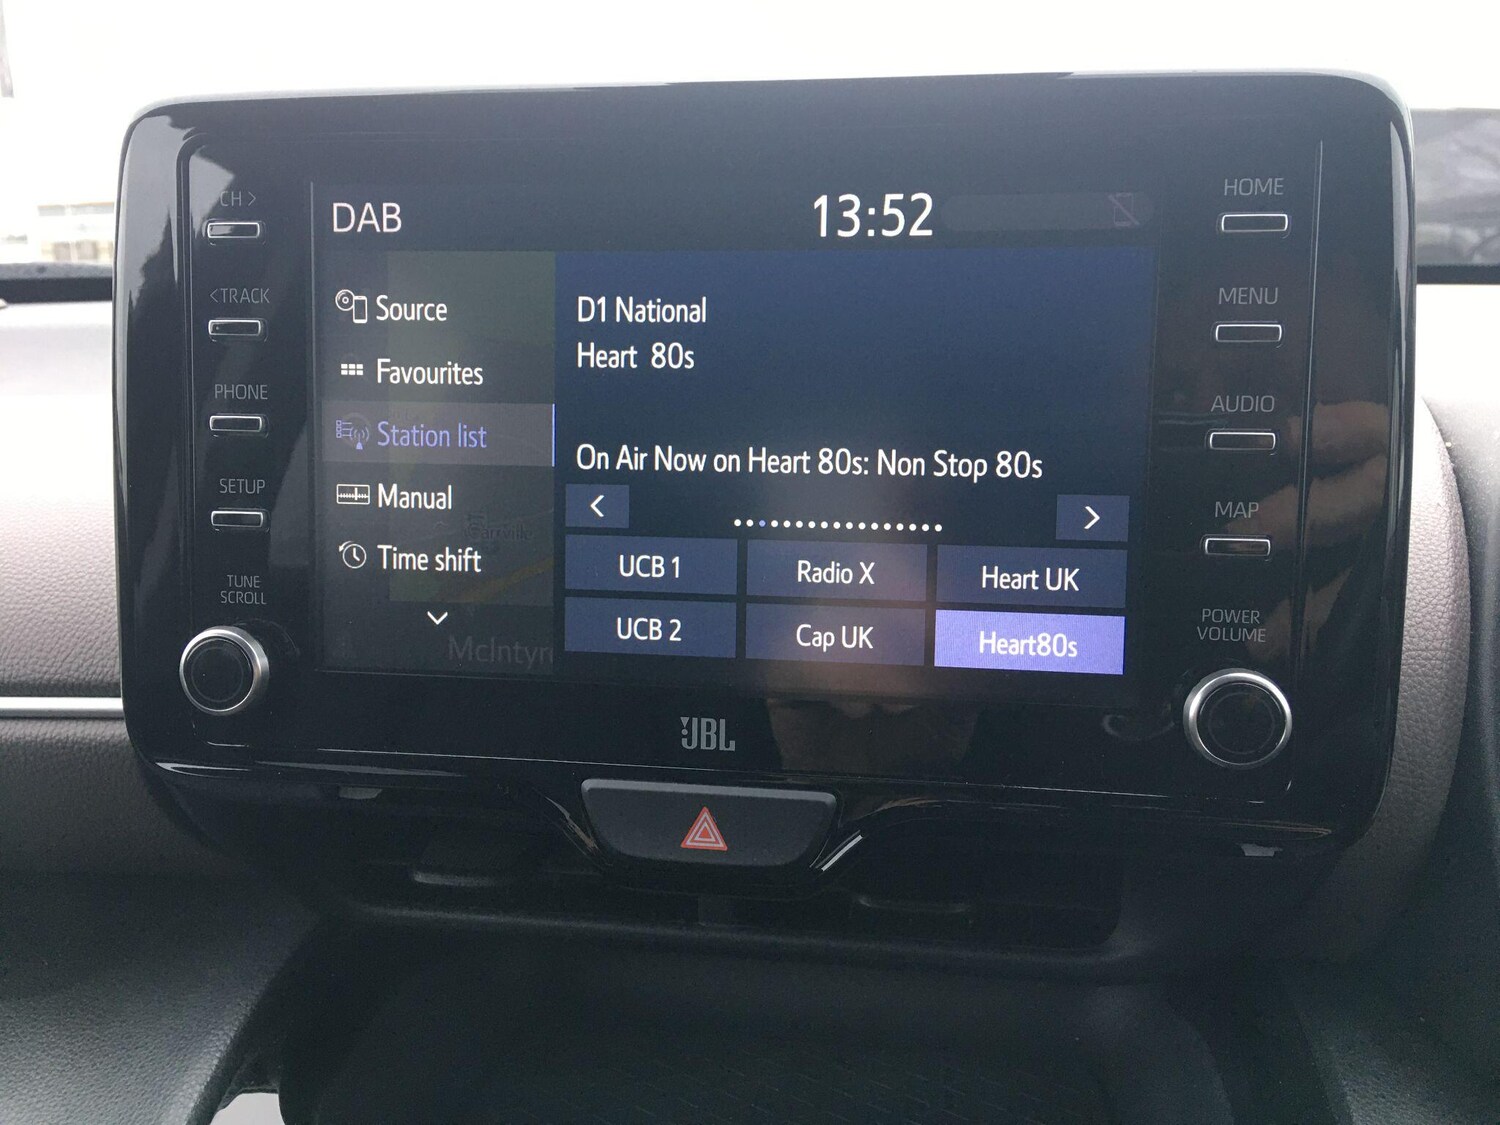 CH >
<TRACK
PHONE
SETUP
TUNE
SCROLL
DAB
13:52
Source
Favourites
Station list
Manual
Time shift
McIntyr
D1 National
Heart 80s
On Air Now on Heart 80s: Non Stop 80s
<
>
UCB 1
Radio X
Heart UK
UCB 2
Cap UK
Heart80s
HOME
MENU
AUDIO
MAP
POWER
VOLUME
JBL